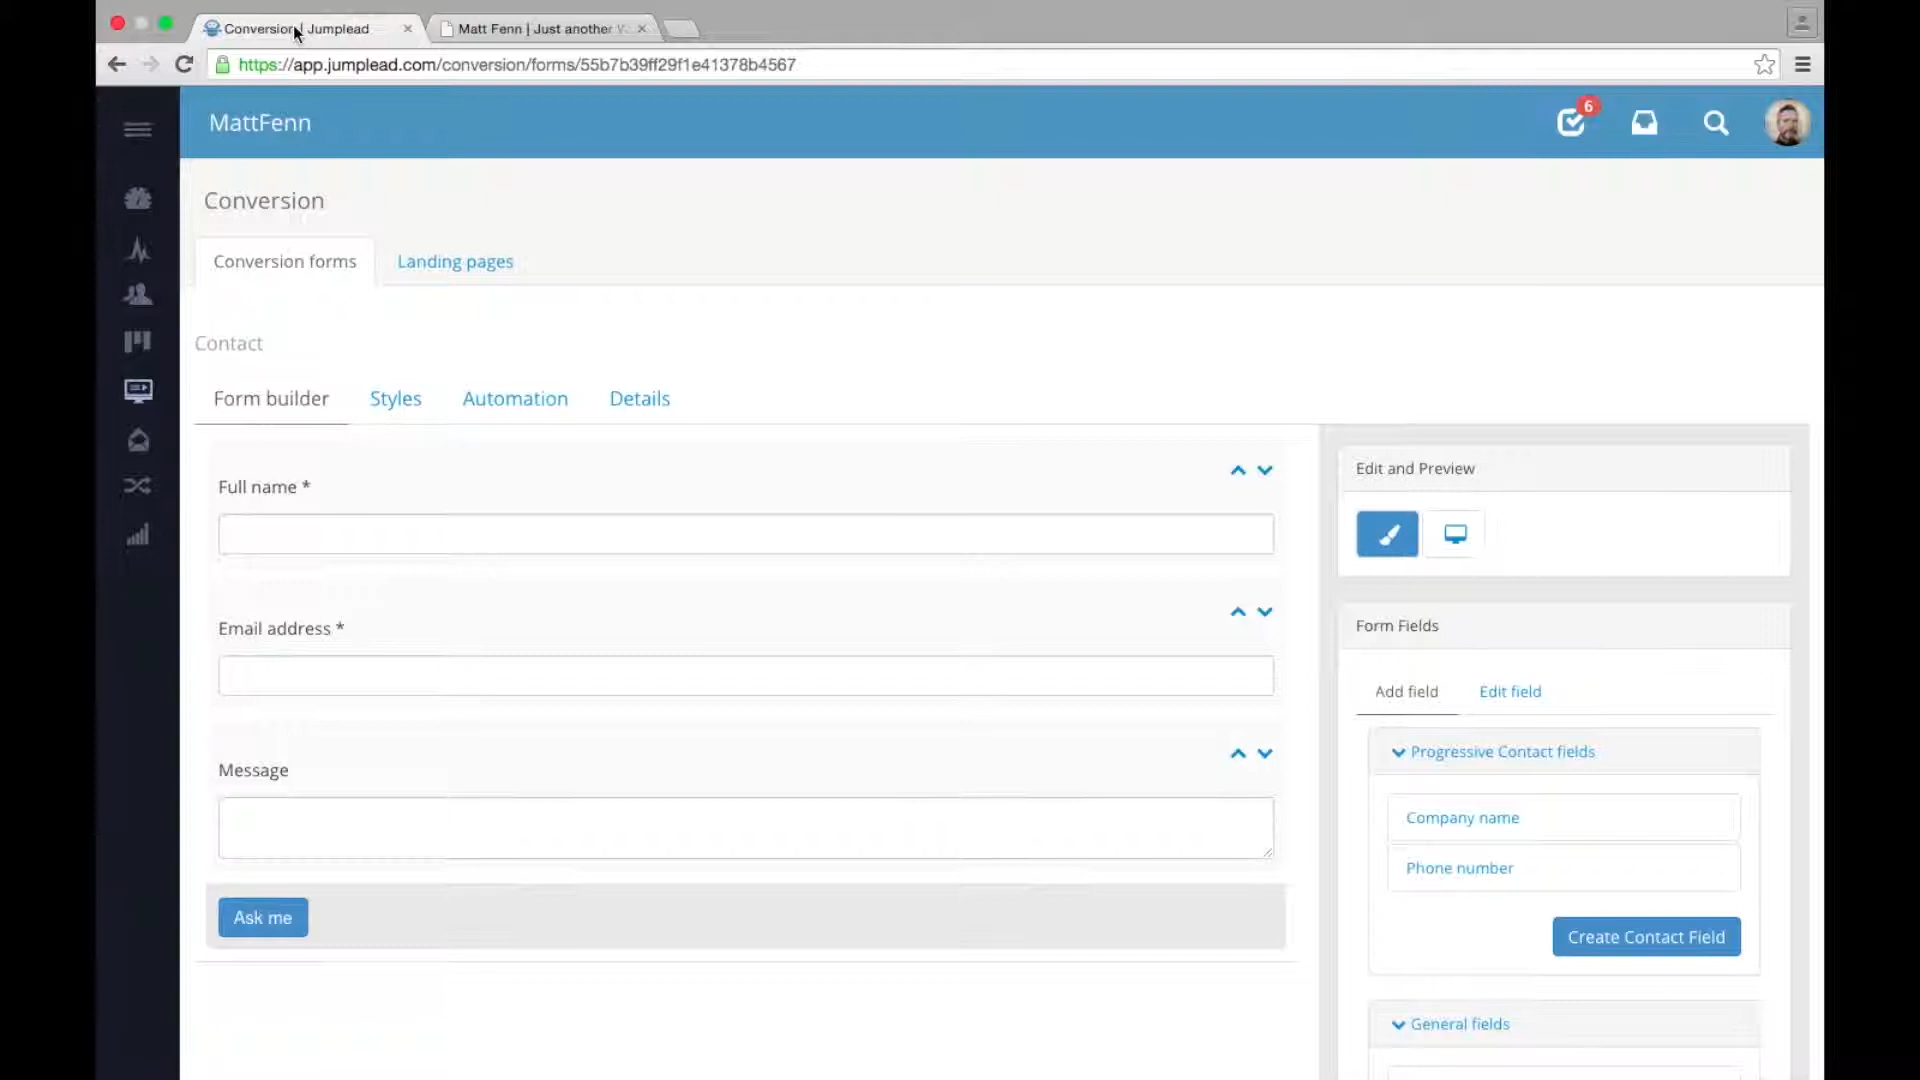 Conversion | Jumplead
Matt Fenn | Just another
https://app.jumplead.com/conversion/forms/55b7b39ff29f1e41378b4567
MattFenn
6
Conversion
Conversion forms
Landing pages
Contact
Form builder
Styles
Automation
Details
Full name *
Email address *
Message
Ask me
Edit and Preview
Form Fields
Add field
Edit field
Progressive Contact fields
Company name
Phone number
Create Contact Field
General fields